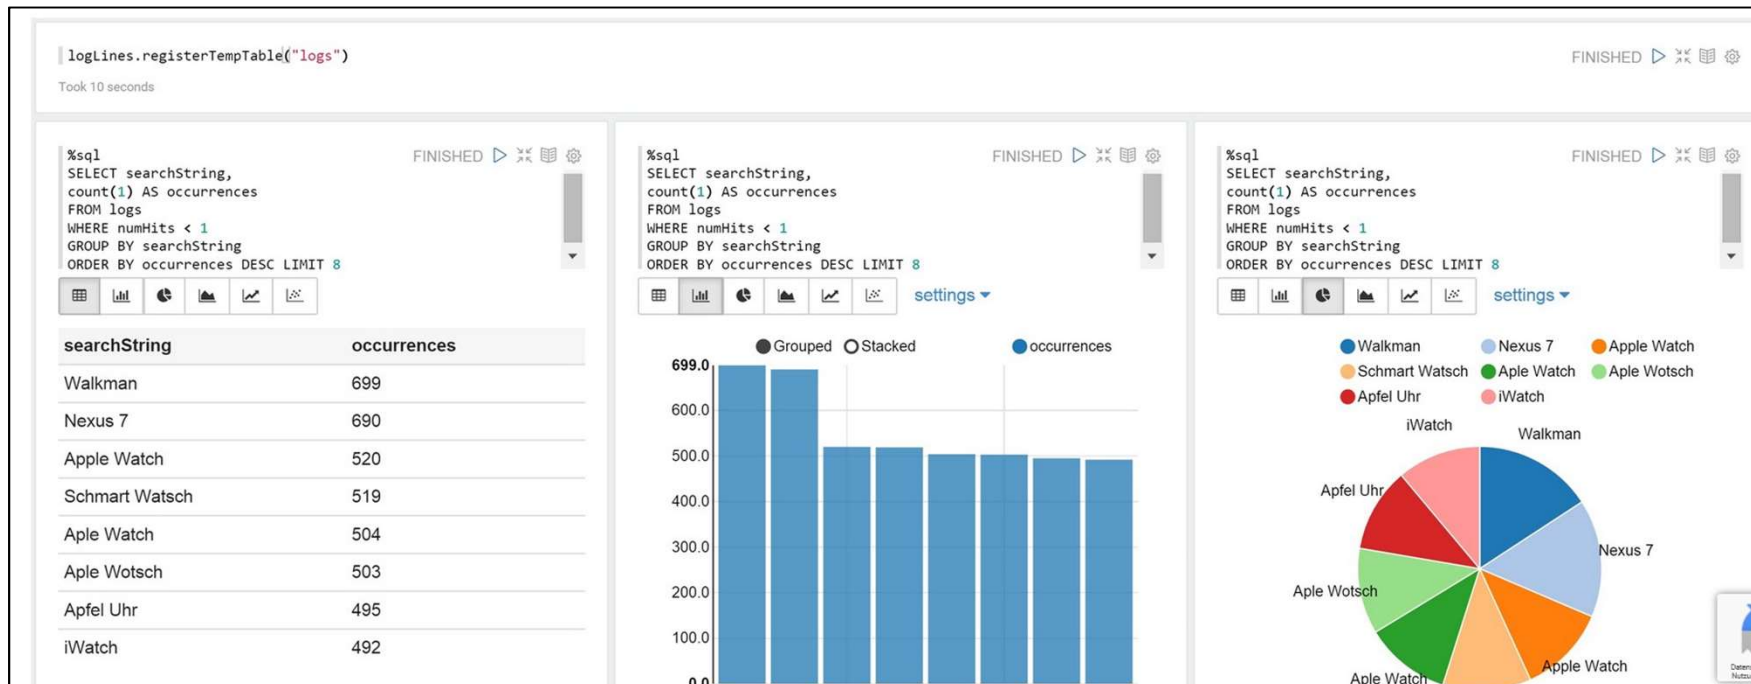 logLines.registerTempTable("logs")
FINISHED
Took 10 seconds
%sql
FINISHED
SELECT searchString,
count(1) AS occurrences
FROM logs
WHERE numHits < 1
GROUP BY searchString
ORDER BY occurrences DESC LIMIT 8
searchString occurrences
Walkman 699
Nexus 7 690
Apple Watch 520
Schmart Watsch 519
Aple Watch 504
Aple Wotsch 503
Apfel Uhr 495
iWatch 492
%sql
FINISHED
SELECT searchString,
count(1) AS occurrences
FROM logs
WHERE numHits < 1
GROUP BY searchString
ORDER BY occurrences DESC LIMIT 8
settings
Grouped Stacked occurrences
699.0
600.0
500.0
400.0
300.0
200.0
100.0
0.0
%sql
FINISHED
SELECT searchString,
count(1) AS occurrences
FROM logs
WHERE numHits < 1
GROUP BY searchString
ORDER BY occurrences DESC LIMIT 8
settings
Walkman Nexus 7 Apple Watch
Schmart Watsch Aple Watch Aple Wotsch
Apfel Uhr iWatch
iWatch
Walkman
Apfel Uhr
Nexus 7
Aple Wotsch
Apple Watch
Aple Watch